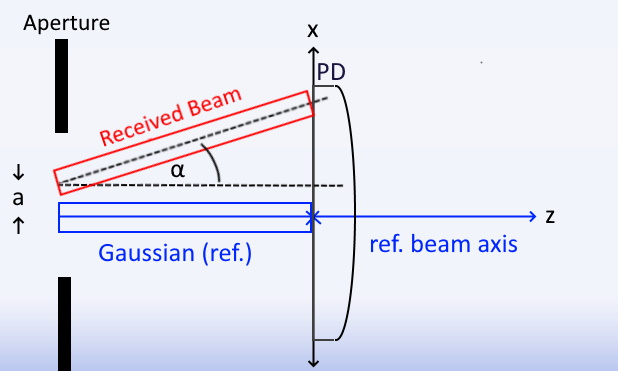 Aperture
x
PD
Received Beam
α
a
z
Gaussian (ref.)
ref. beam axis